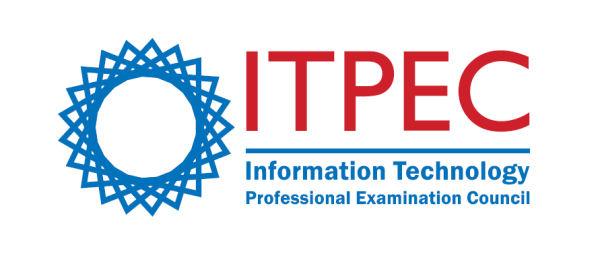 ITPEC
Information Technology
Professional Examination Council